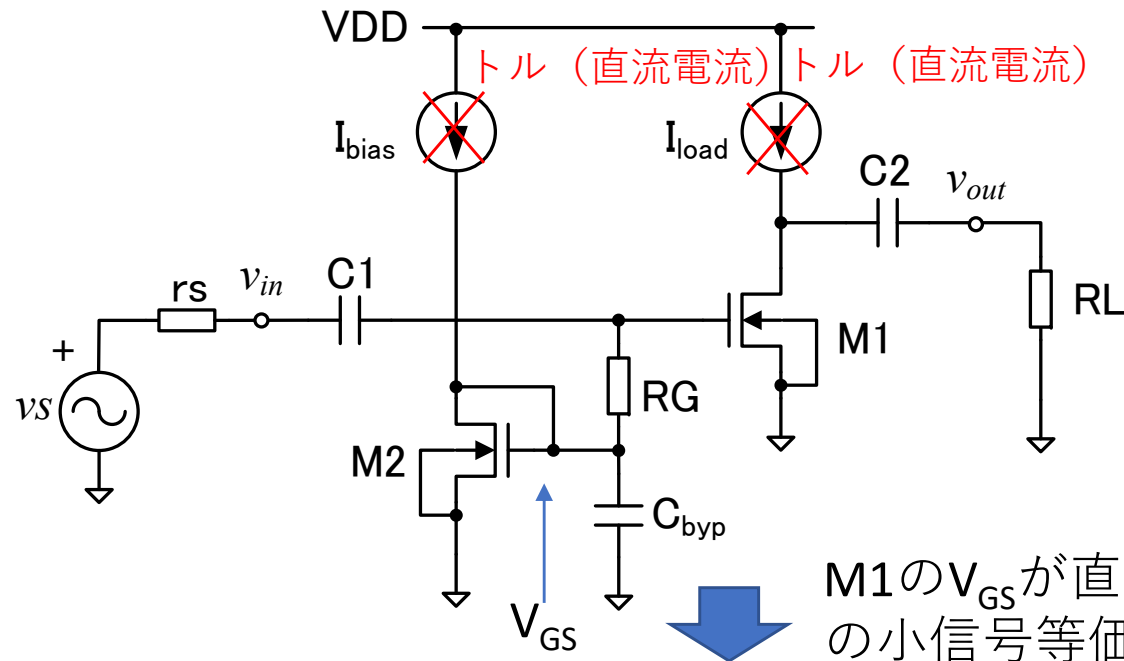 VDD
トル（直流電流）
トル（直流電流）
Ibias
Iload
C2
vout
rs
vin
C1
RL
M1
+
vs
RG
M2
Cbyp
VGS
M1のVGSが直
の小信号等価